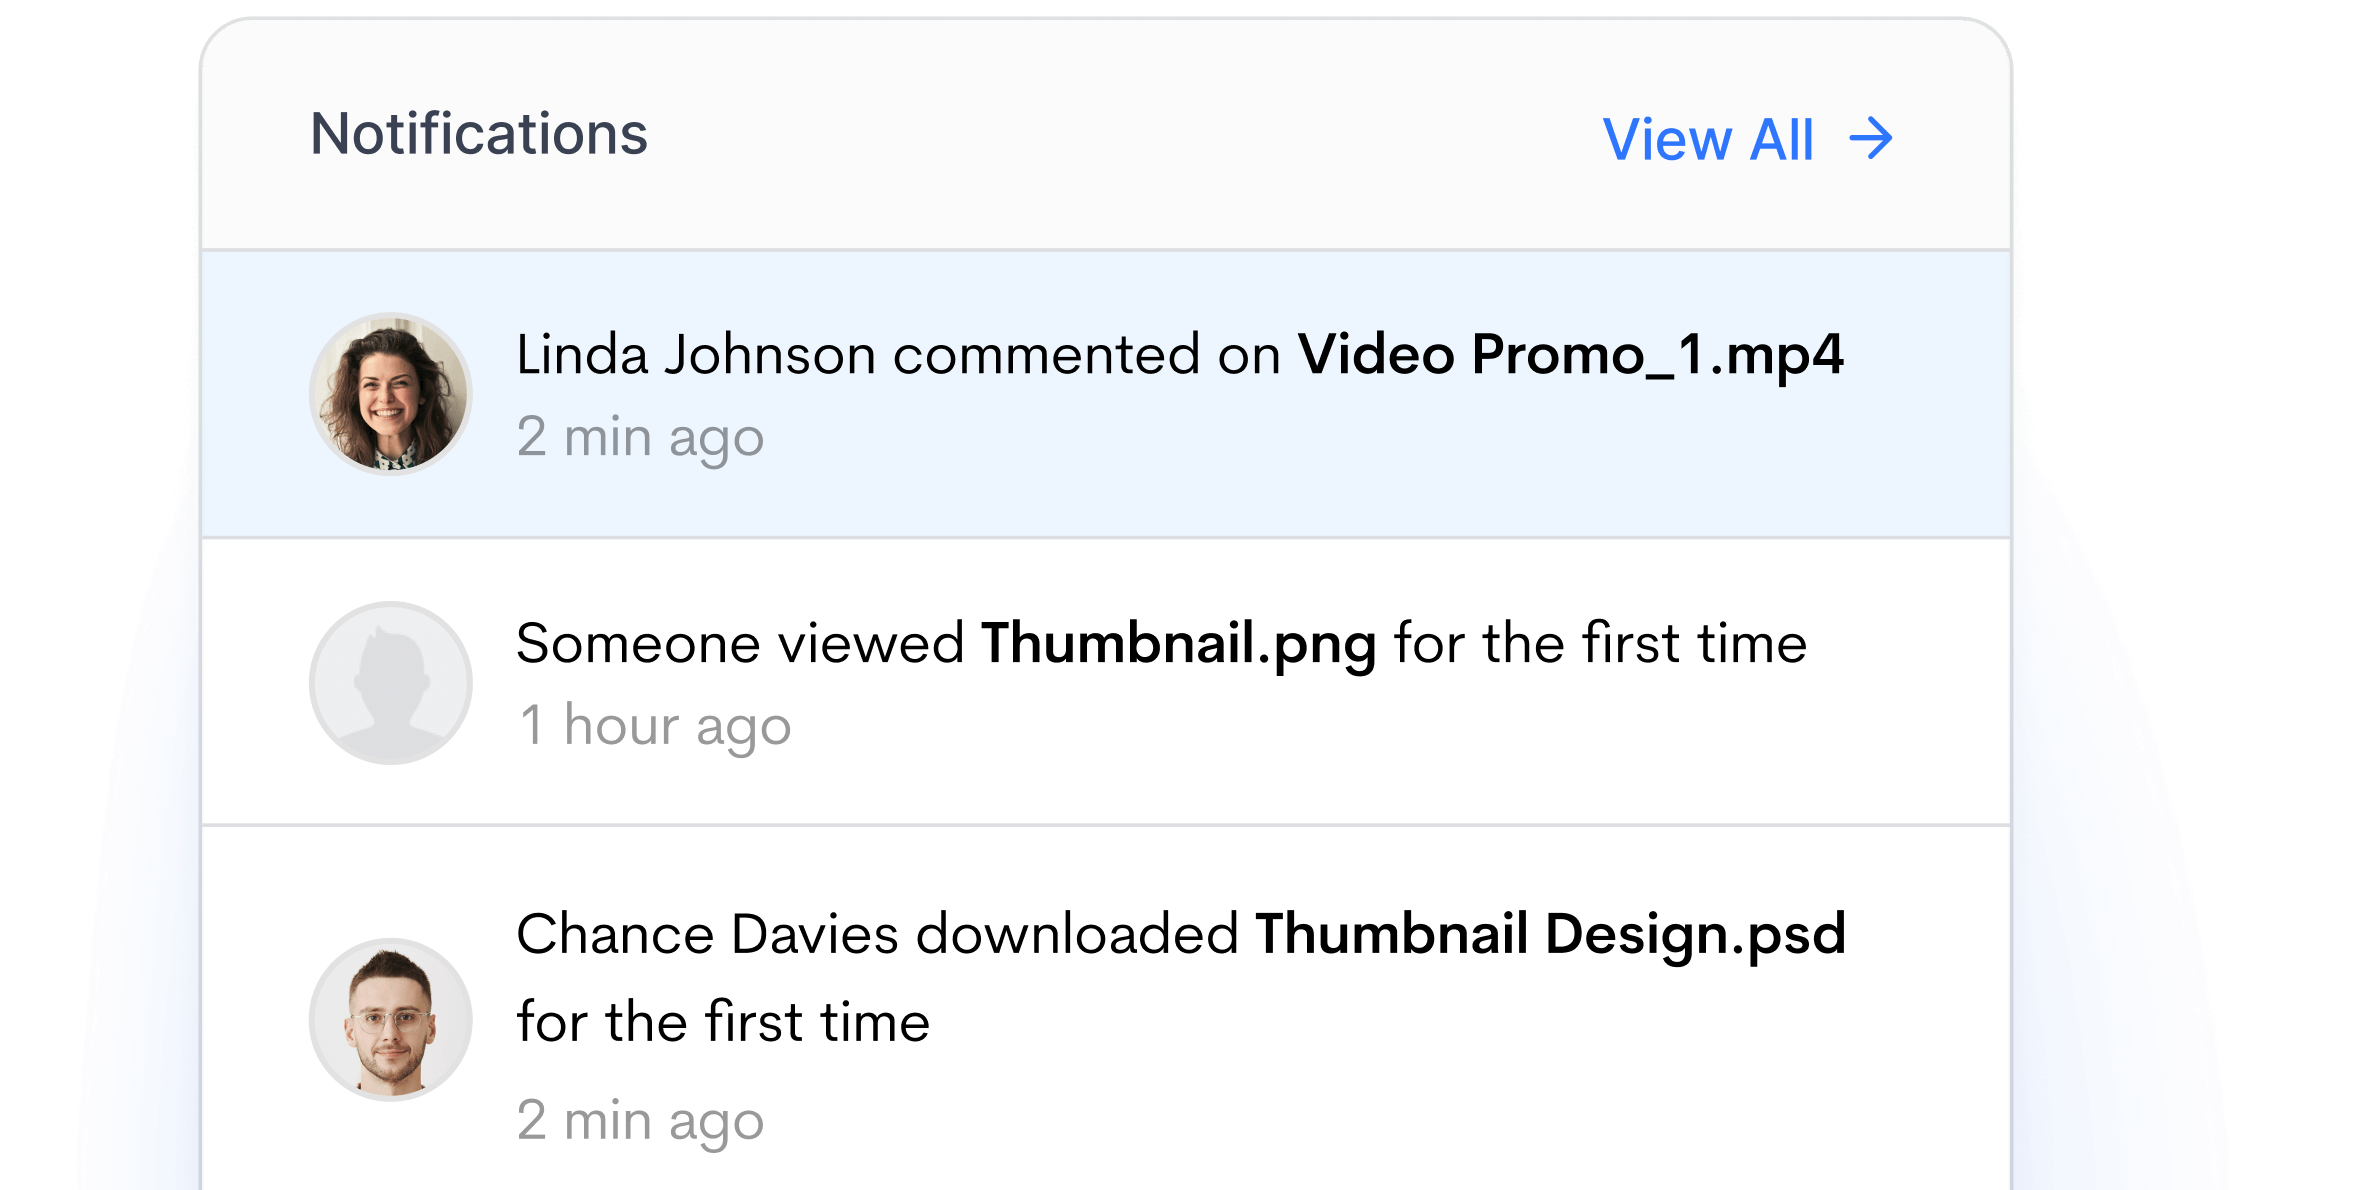 Notifications
View All
Linda Johnson commented on Video Promo_1.mp4
2 min ago
Someone viewed Thumbnail.png for the first time
1 hour ago
Chance Davies downloaded Thumbnail Design.psd
for the first time
2 min ago